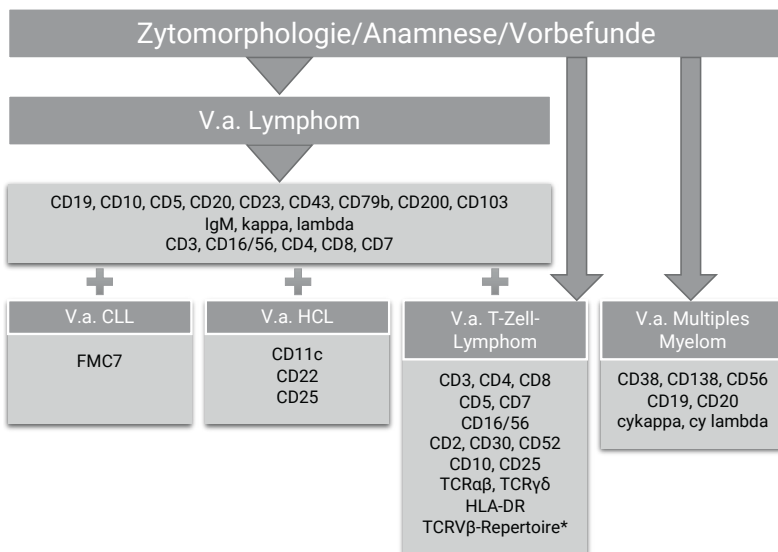 Zytomorphologie/Anamnese/Vorbefunde
V.a. Lymphom
CD19, CD10, CD5, CD20, CD23, CD43, CD79b, CD200, CD103
IgM, kappa, lambda
CD3, CD16/56, CD4, CD8, CD7
V.a. CLL
FMC7
V.a. HCL
CD11c
CD22
CD25
V.a. T-Zell-
Lymphom
CD3, CD4, CD8
CD5, CD7
CD16/56
CD2, CD30, CD52
CD10, CD25
TCRαβ, TCRγδ
HLA-DR
TCRVβ-Repertoire*
V.a. Multiples
Myelom
CD38, CD138, CD56
CD19, CD20
cykappa, cy lambda